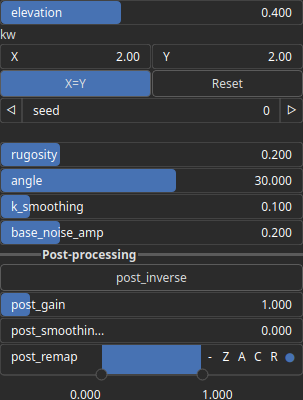 elevation 0.400
kw
X 2.00 Y 2.00
X=Y Reset
seed 0
rugosity 0.200
angle 30.000
k_smoothing 0.100
base_noise_amp 0.200
Post-processing
post_inverse
post_gain 1.000
post_smoothin... 0.000
post_remap - Z A C R
0.000 1.000